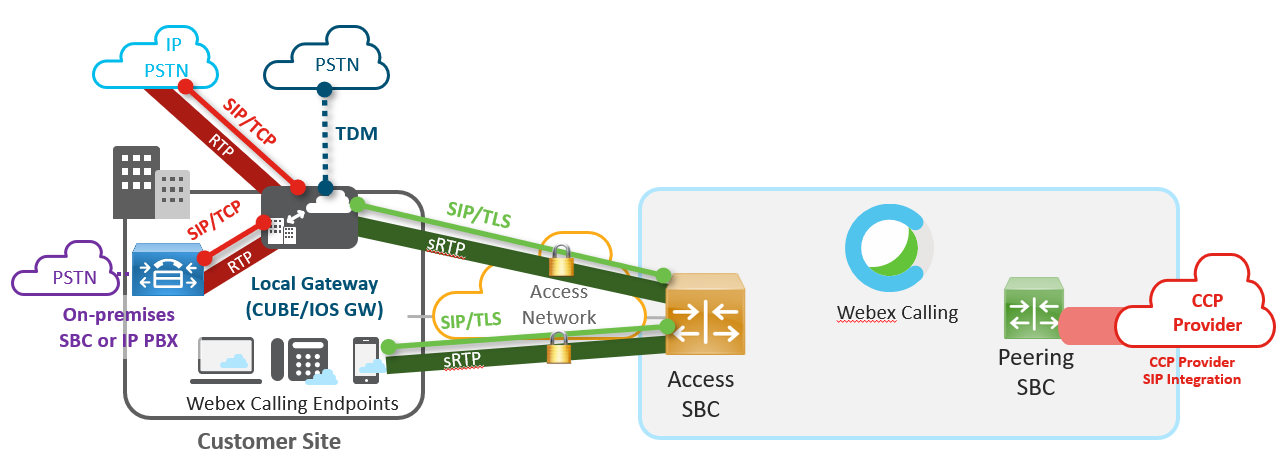 IP
PSTN
PSTN
SIP/TCP
RTP
TDM
SIP/TCP
RTP
PSTN
On-premises
SBC or IP PBX
Local Gateway
(CUBE/IOS GW)
SIP/TLS
sRTP
Access
Network
SIP/TLS
sRTP
Webex Calling Endpoints
Customer Site
Access
SBC
Webex Calling
Peering
SBC
CCP
Provider
CCP Provider
SIP Integration